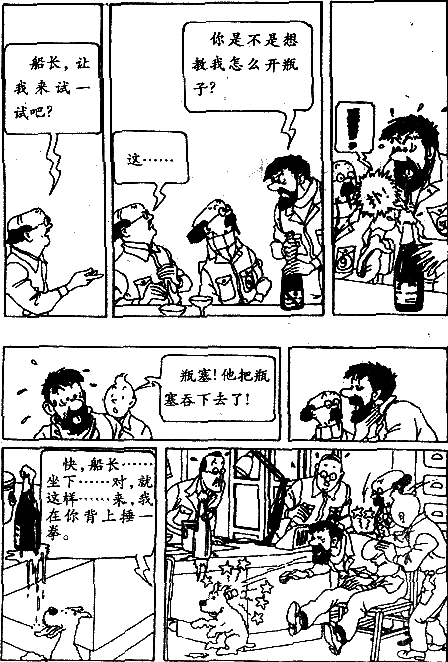 船长，让
我来试一
试吧？
这……
你是不是想
教我怎么开瓶
子？
!!!
瓶塞！他把瓶
塞吞下去了！
快，船长……
坐下……对，就
这样……来，我
在你背上捶一
拳。